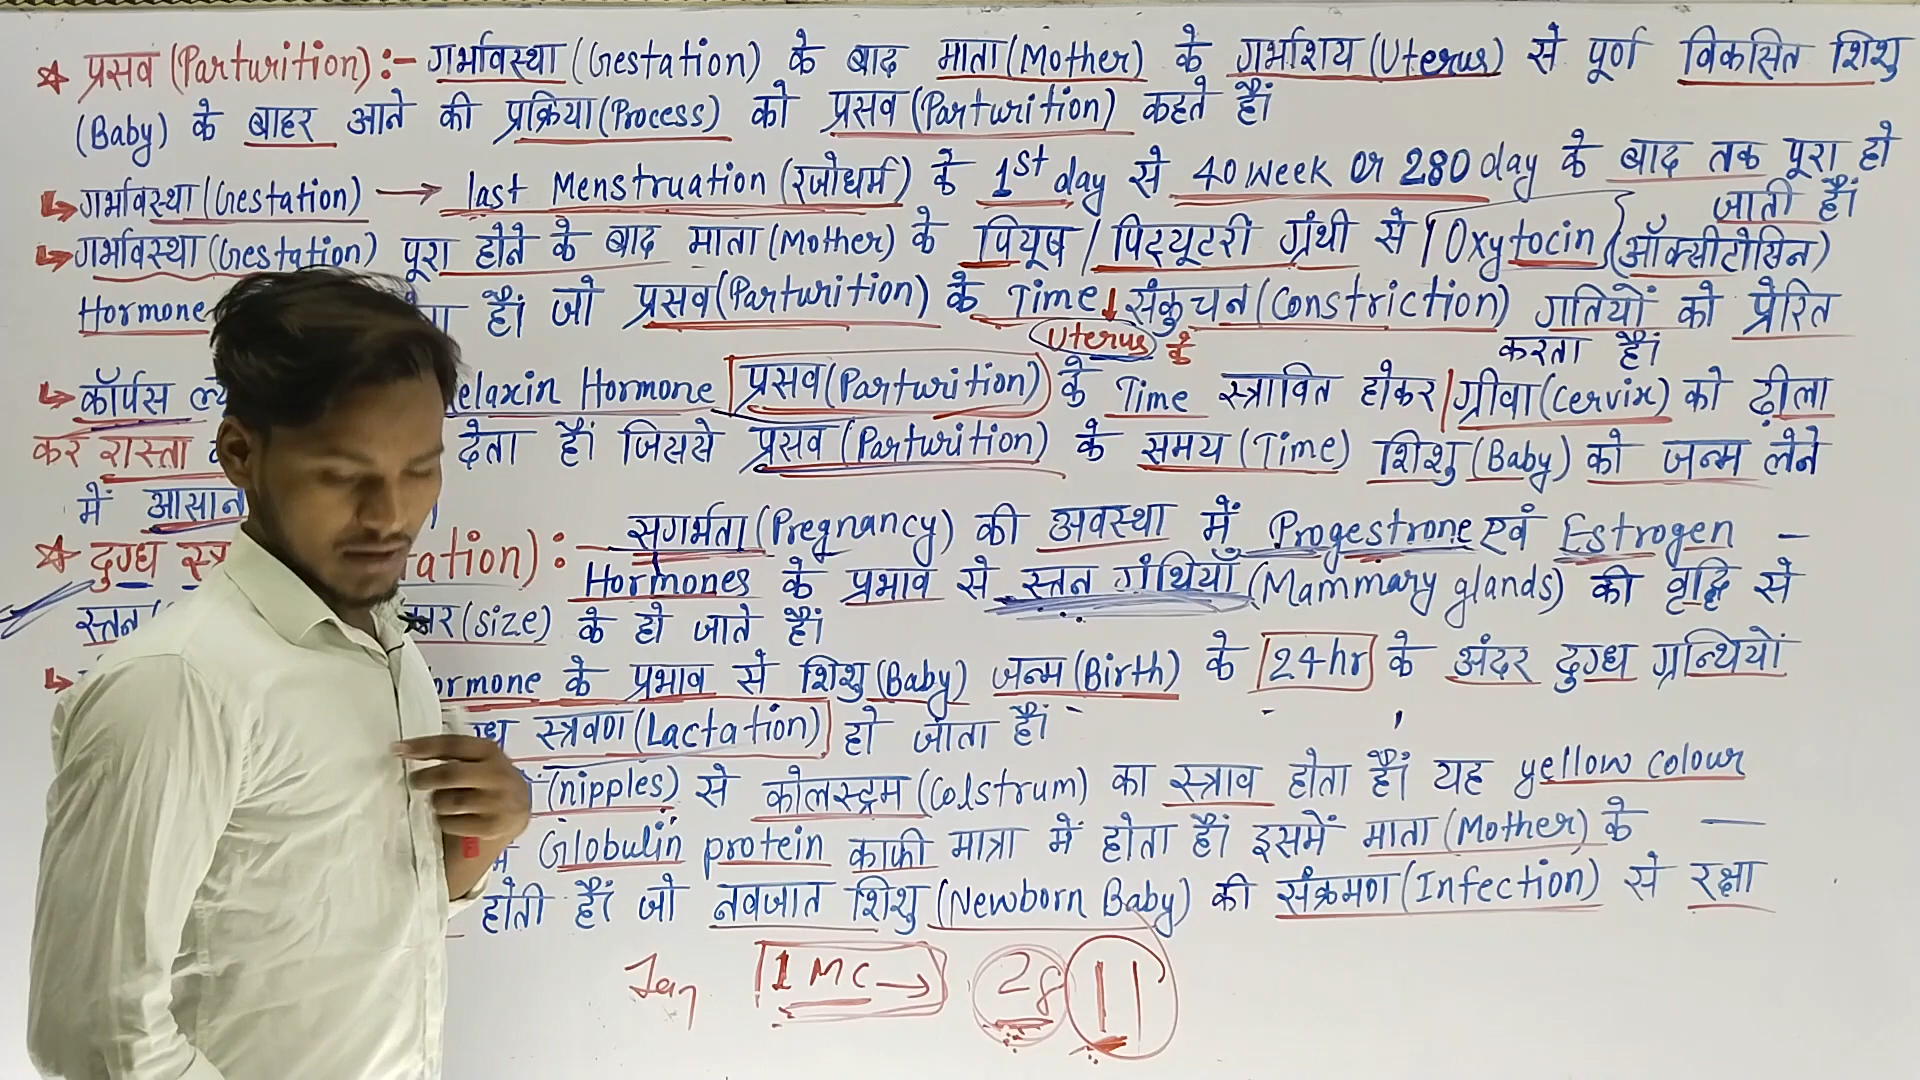 ☆ प्रसव (Parturition) :- गर्भावस्था (Gestation) के बाद माता (Mother) के गर्भाशय (Uterus) से पूर्ण विकसित शिशु
(Baby) के बाहर आने की प्रक्रिया (Process) को प्रसव (Parturition) कहते हैं।
↳ गर्भावस्था (Gestation) → last Menstruation (रजोधर्म) के 1st day से 40 week or 280 day के बाद तक पूरा हो
जाती हैं।
↳ गर्भावस्था (Gestation) पूरा होने के बाद माता (Mother) के पियूष / पिट्यूटरी ग्रंथी से Oxytocin (ऑक्सीटोसिन)
Hormone हैं। जो प्रसव (Parturition) के Time ↓ संकुचन (Constriction) गतियों को प्रेरित
Uterus के
करता हैं।
↳ कॉर्पस elaxin Hormone प्रसव (Parturition) के Time स्त्रावित होकर ग्रीवा (Cervix) को ढ़ीला
कर रास्ता देता हैं। जिससे प्रसव (Parturition) के समय (Time) शिशु (Baby) को जन्म लेने
में आसान
☆ दुग्ध ation) :- सगर्भता (Pregnancy) की अवस्था में Progestrone एवं Estrogen -
Hormones के प्रभाव से स्तन ग्रंथियाँ (Mammary glands) की वृद्धि से
स्तन (size) के हो जाते हैं।
↳ ormone के प्रभाव से शिशु (Baby) जन्म (Birth) के 24hr के अंदर दुग्ध ग्रन्थियों
स्त्रवण (Lactation) हो जाता हैं।
(nipples) से कोलस्ट्रम (Colstrum) का स्त्राव होता हैं। यह yellow colour
Globulin protein काफी मात्रा में होता हैं। इसमें माता (Mother) के —
होती हैं। जो नवजात शिशु (Newborn Baby) की संक्रमण (Infection) से रक्षा
Jan 1 MC → 28 11